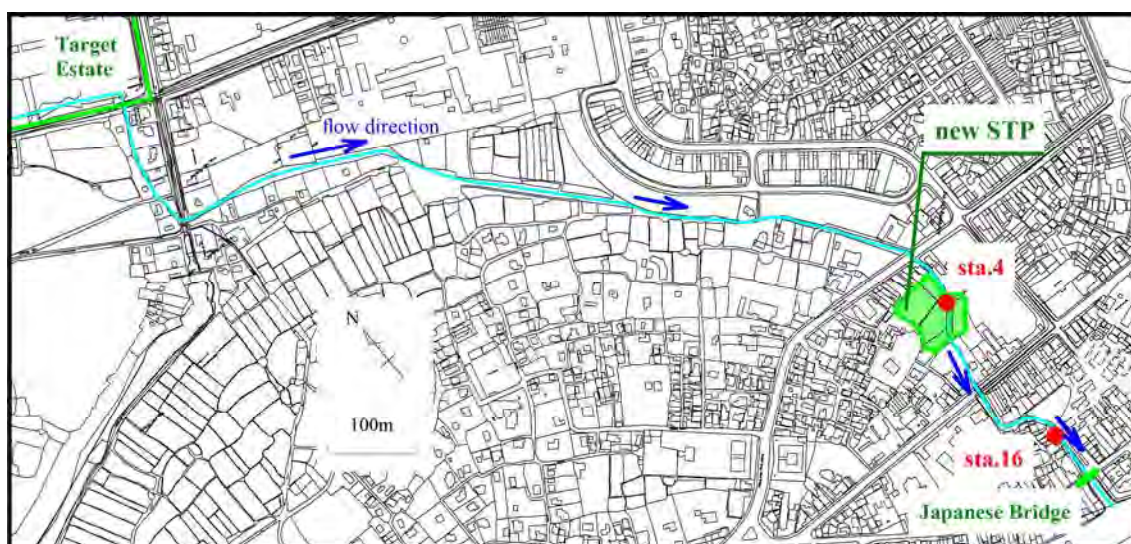 Target
Estate
flow direction
new STP
sta.4
N
100m
sta.16
Japanese Bridge